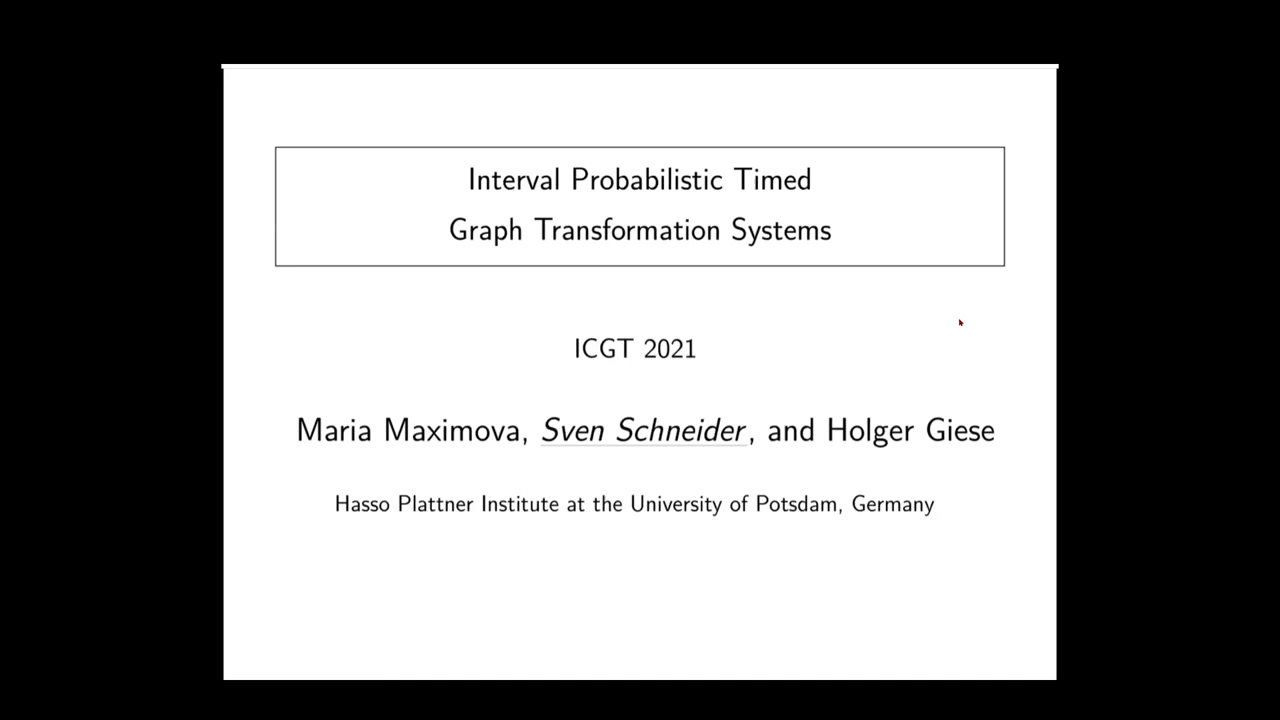 Interval Probabilistic Timed
Graph Transformation Systems
ICGT 2021
Maria Maximova, Sven Schneider, and Holger Giese
Hasso Plattner Institute at the University of Potsdam, Germany